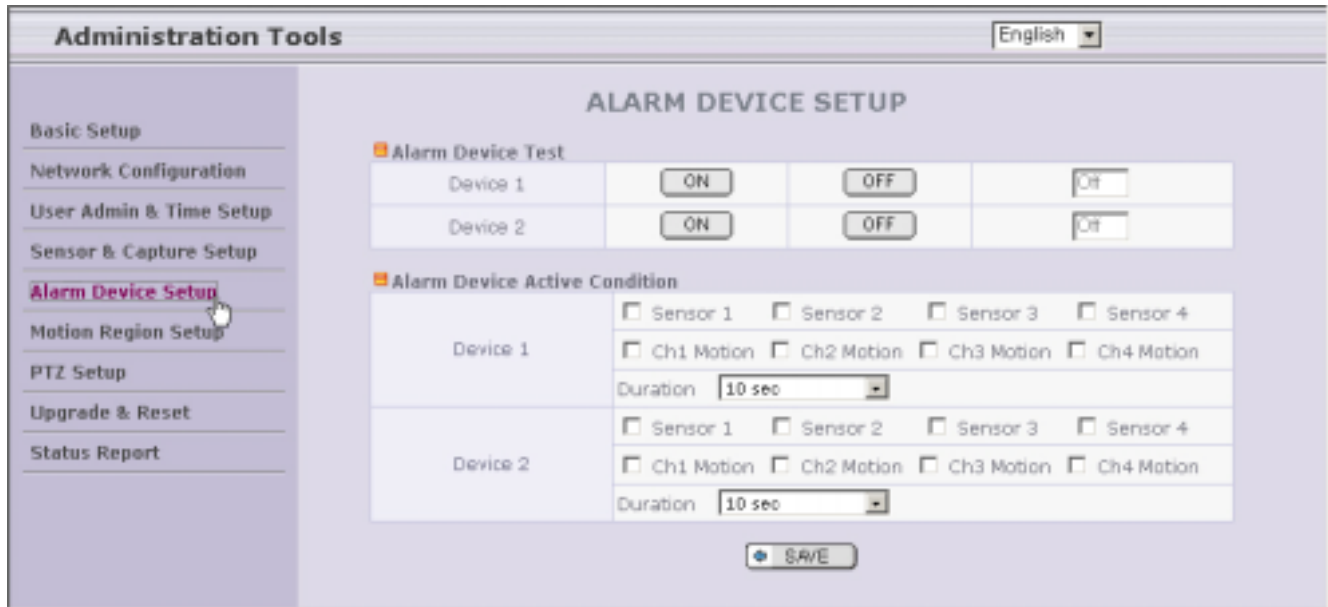 Administration Tools
English
Basic Setup
Network Configuration
User Admin & Time Setup
Sensor & Capture Setup
Alarm Device Setup
Motion Region Setup
PTZ Setup
Upgrade & Reset
Status Report
ALARM DEVICE SETUP
Alarm Device Test
Device 1 ON OFF Off
Device 2 ON OFF Off
Alarm Device Active Condition
Device 1
Sensor 1 Sensor 2 Sensor 3 Sensor 4
Ch1 Motion Ch2 Motion Ch3 Motion Ch4 Motion
Duration 10 sec
Device 2
Sensor 1 Sensor 2 Sensor 3 Sensor 4
Ch1 Motion Ch2 Motion Ch3 Motion Ch4 Motion
Duration 10 sec
SAVE